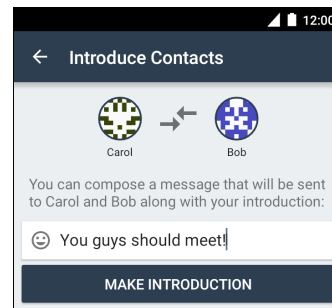 12:00
Introduce Contacts
Carol
Bob
You can compose a message that will be sent
to Carol and Bob along with your introduction:
You guys should meet!
MAKE INTRODUCTION